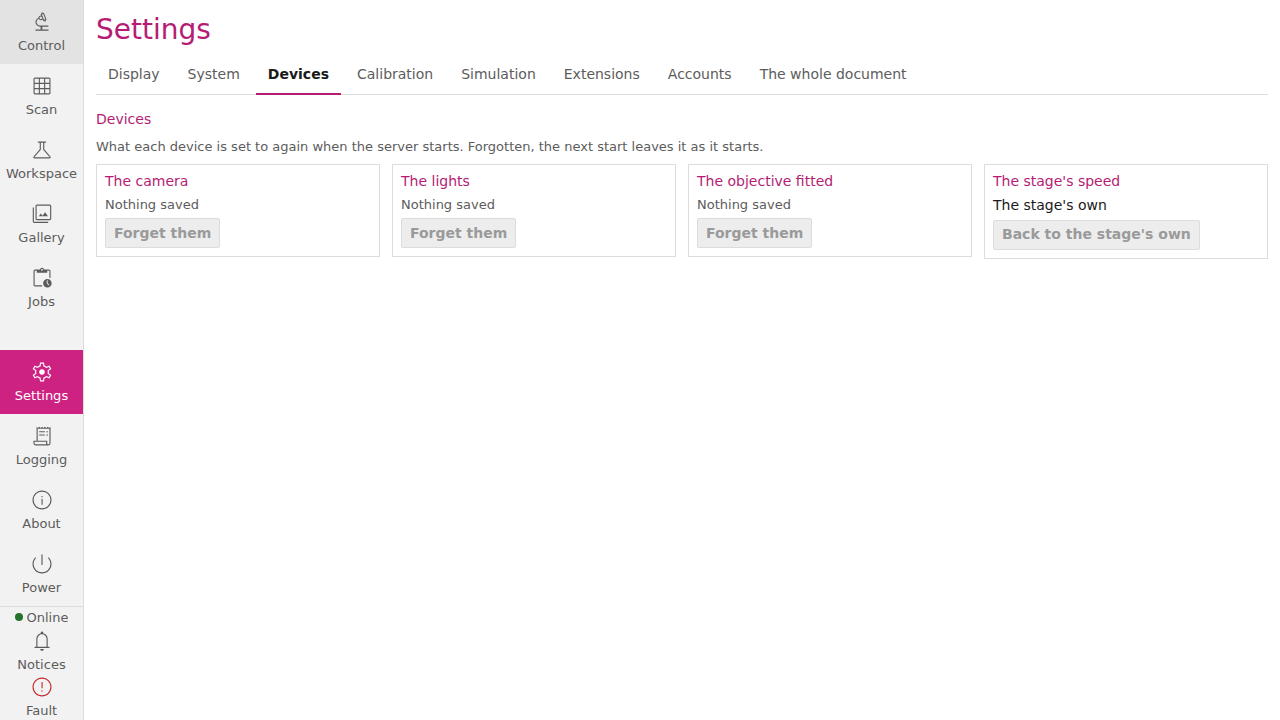 Control
Scan
Workspace
Gallery
Jobs
Settings
Logging
About
Power
Online
Notices
Fault
Settings
Display System Devices Calibration Simulation Extensions Accounts The whole document
Devices
What each device is set to again when the server starts. Forgotten, the next start leaves it as it starts.
The camera
Nothing saved
Forget them
The lights
Nothing saved
Forget them
The objective fitted
Nothing saved
Forget them
The stage's speed
The stage's own
Back to the stage's own